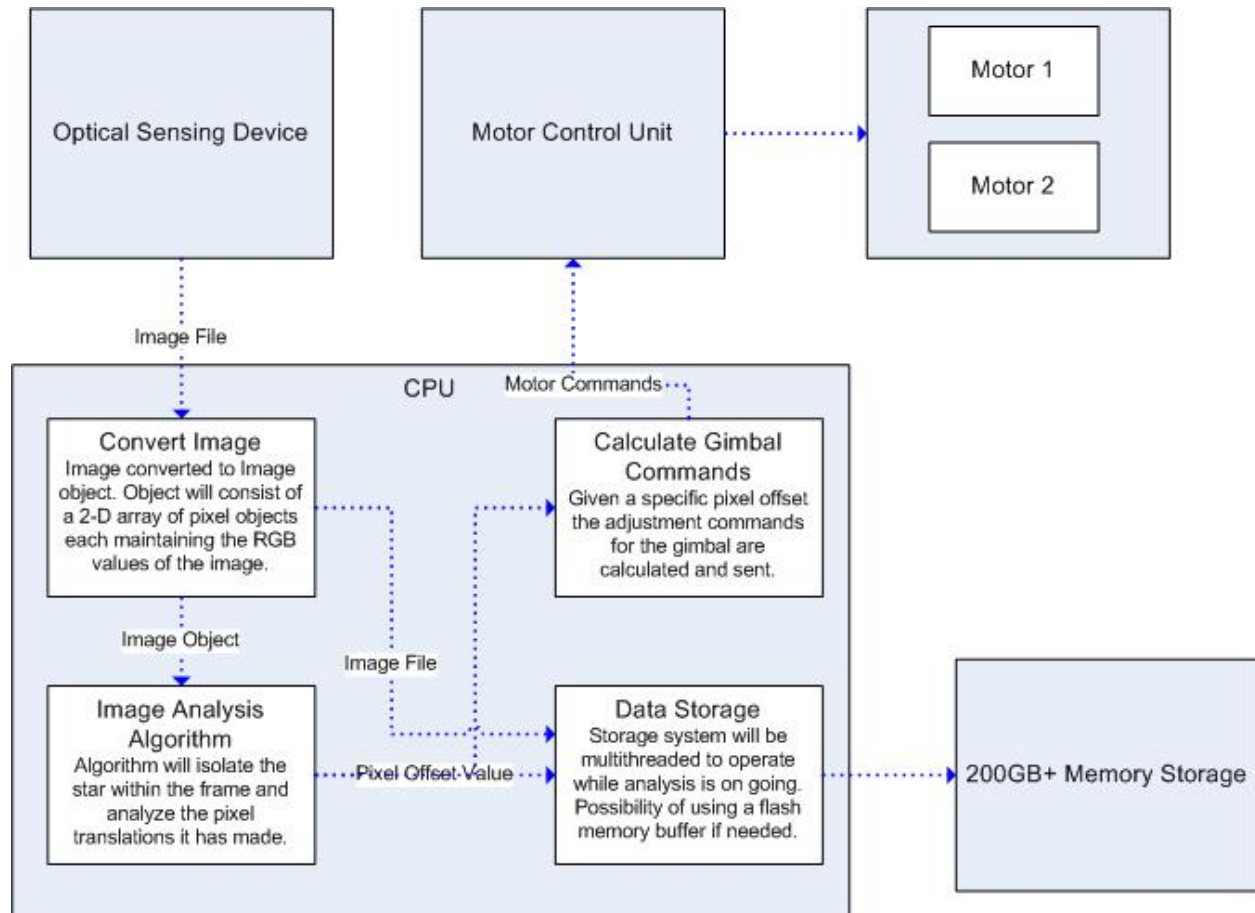 Optical Sensing Device
Motor Control Unit
Motor 1
Motor 2
Image File
CPU
Motor Commands
Convert Image
Image converted to Image
object. Object will consist of
a 2-D array of pixel objects
each maintaining the RGB
values of the image.
Calculate Gimbal
Commands
Given a specific pixel offset
the adjustment commands
for the gimbal are
calculated and sent.
Image Object
Image File
Image Analysis
Algorithm
Algorithm will isolate the
star within the frame and
analyze the pixel
translations it has made.
Pixel Offset Value
Data Storage
Storage system will be
multithreaded to operate
while analysis is on going.
Possibility of using a flash
memory buffer if needed.
200GB+ Memory Storage